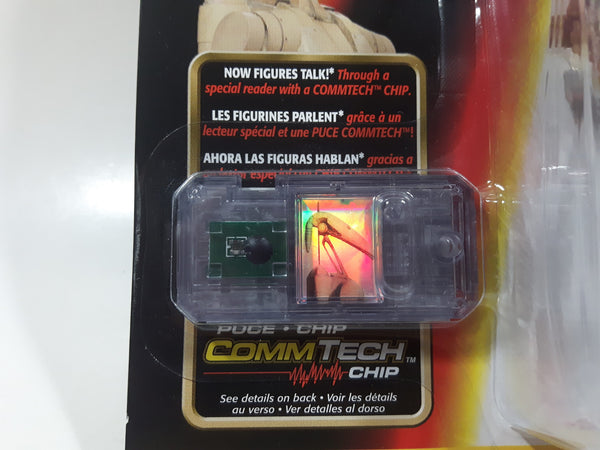 NOW FIGURES TALK!* Through a
special reader with a COMMTECH™ CHIP.
LES FIGURINES PARLENT* grâce à un
lecteur spécial et une PUCE COMMTECH™!
AHORA LAS FIGURAS HABLAN* gracias a
PUCE • CHIP
COMMTECH™
CHIP
See details on back • Voir les détails
au verso • Ver detalles al dorso